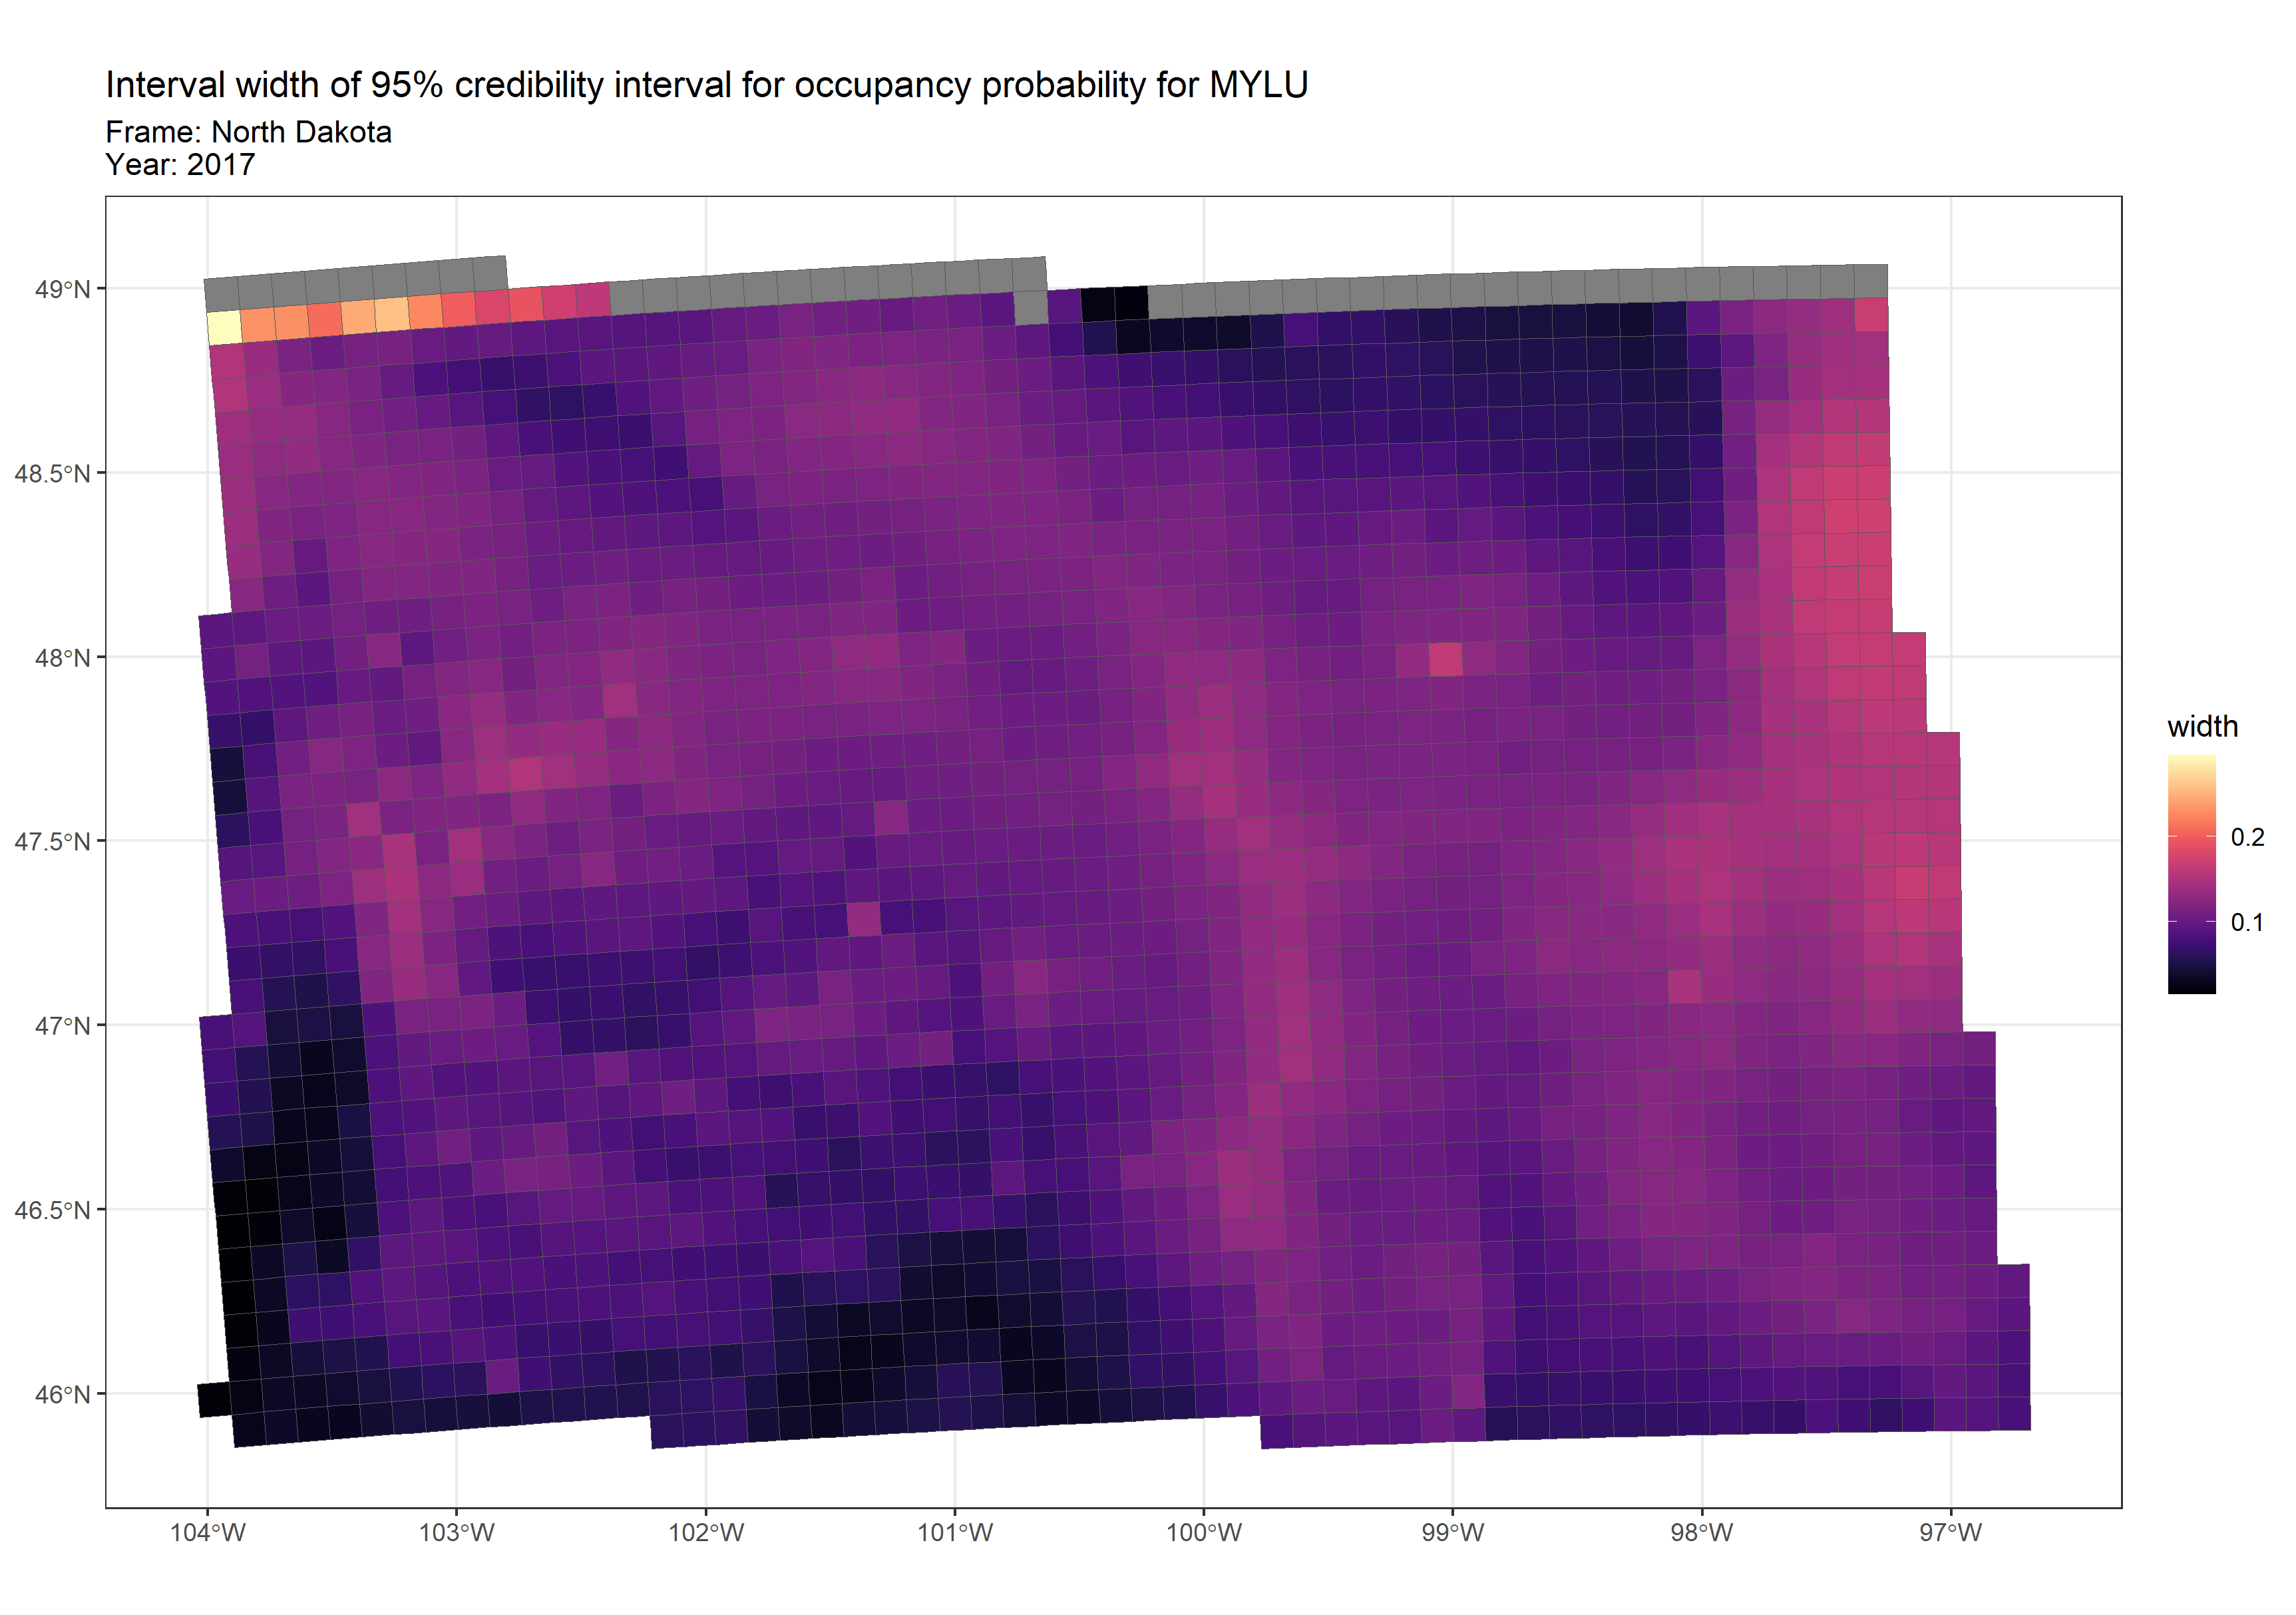 Interval width of 95% credibility interval for occupancy probability for MYLU
Frame: North Dakota
Year: 2017
49°N
48.5°N
48°N
47.5°N
47°N
46.5°N
46°N
104°W
103°W
102°W
101°W
100°W
99°W
98°W
97°W
width
0.2
0.1